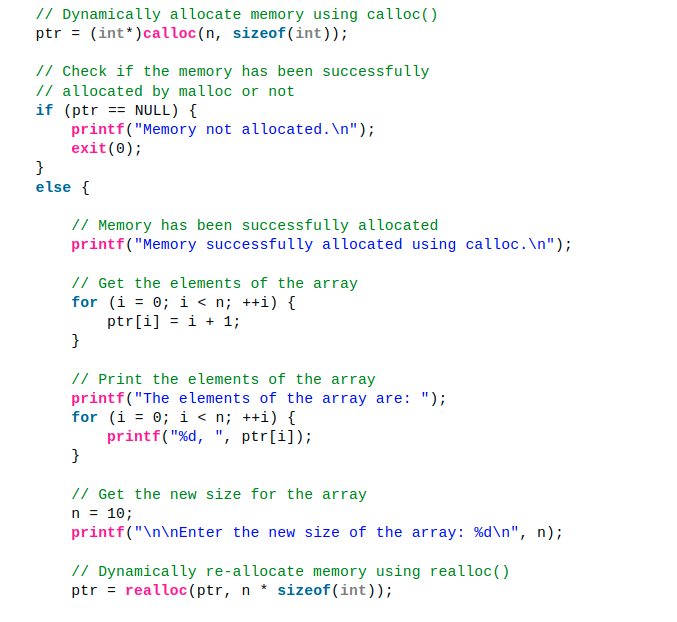 // Dynamically allocate memory using calloc()
ptr = (int*)calloc(n, sizeof(int));
// Check if the memory has been successfully
// allocated by malloc or not
if (ptr == NULL) {
printf("Memory not allocated.\n");
exit(0);
}
else {
// Memory has been successfully allocated
printf("Memory successfully allocated using calloc.\n");
// Get the elements of the array
for (i = 0; i < n; ++i) {
ptr[i] = i + 1;
}
// Print the elements of the array
printf("The elements of the array are: ");
for (i = 0; i < n; ++i) {
printf("%d, ", ptr[i]);
}
// Get the new size for the array
n = 10;
printf("\n\nEnter the new size of the array: %d\n", n);
// Dynamically re-allocate memory using realloc()
ptr = realloc(ptr, n * sizeof(int));